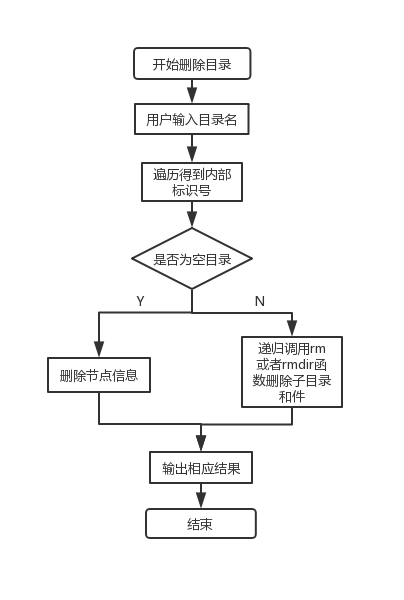 开始删除目录
用户输入目录名
遍历得到内部
标识号
是否为空目录
Y
N
删除节点信息
递归调用rm
或者rmdir函
数删除子目录
和件
输出相应结果
结束